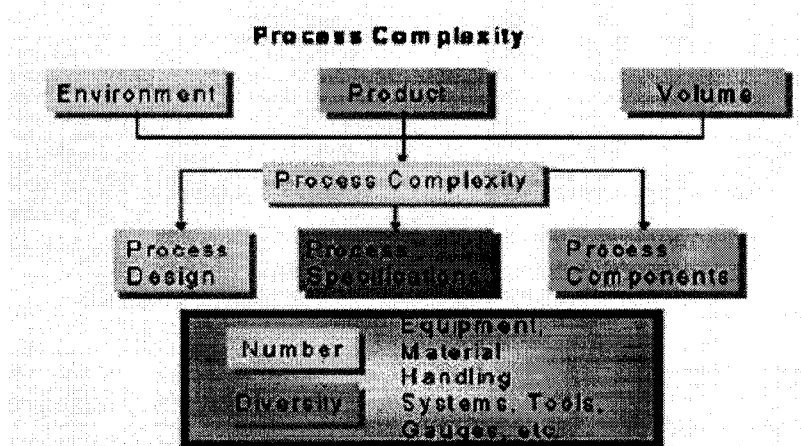 Process Complexity
Environment
Product
Volume
Process Complexity
Process
Design
Process
Specifications
Process
Components
Number
Diversity
Equipment,
Material
Handling
Systems, Tools,
Gauges, etc.